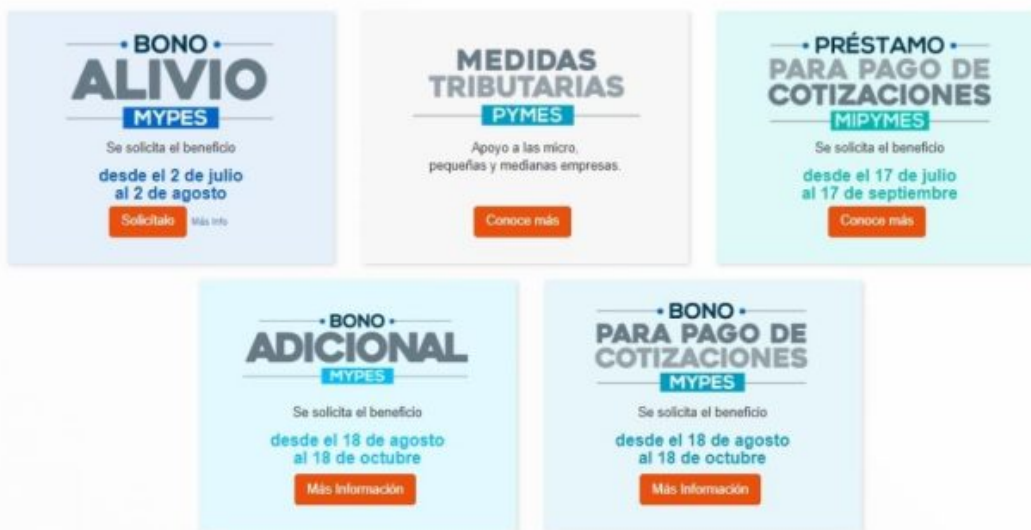 BONO
ALIVIO
MYPES
Se solicita el beneficio
desde el 2 de julio
al 2 de agosto
Solicítalo Más Info
MEDIDAS
TRIBUTARIAS
PYMES
Apoyo a las micro,
pequeñas y medianas empresas.
Conoce más
PRÉSTAMO
PARA PAGO DE
COTIZACIONES
MIPYMES
Se solicita el beneficio
desde el 17 de julio
al 17 de septiembre
Conoce más
BONO
ADICIONAL
MYPES
Se solicita el beneficio
desde el 18 de agosto
al 18 de octubre
Más Información
BONO
PARA PAGO DE
COTIZACIONES
MYPES
Se solicita el beneficio
desde el 18 de agosto
al 18 de octubre
Más Información